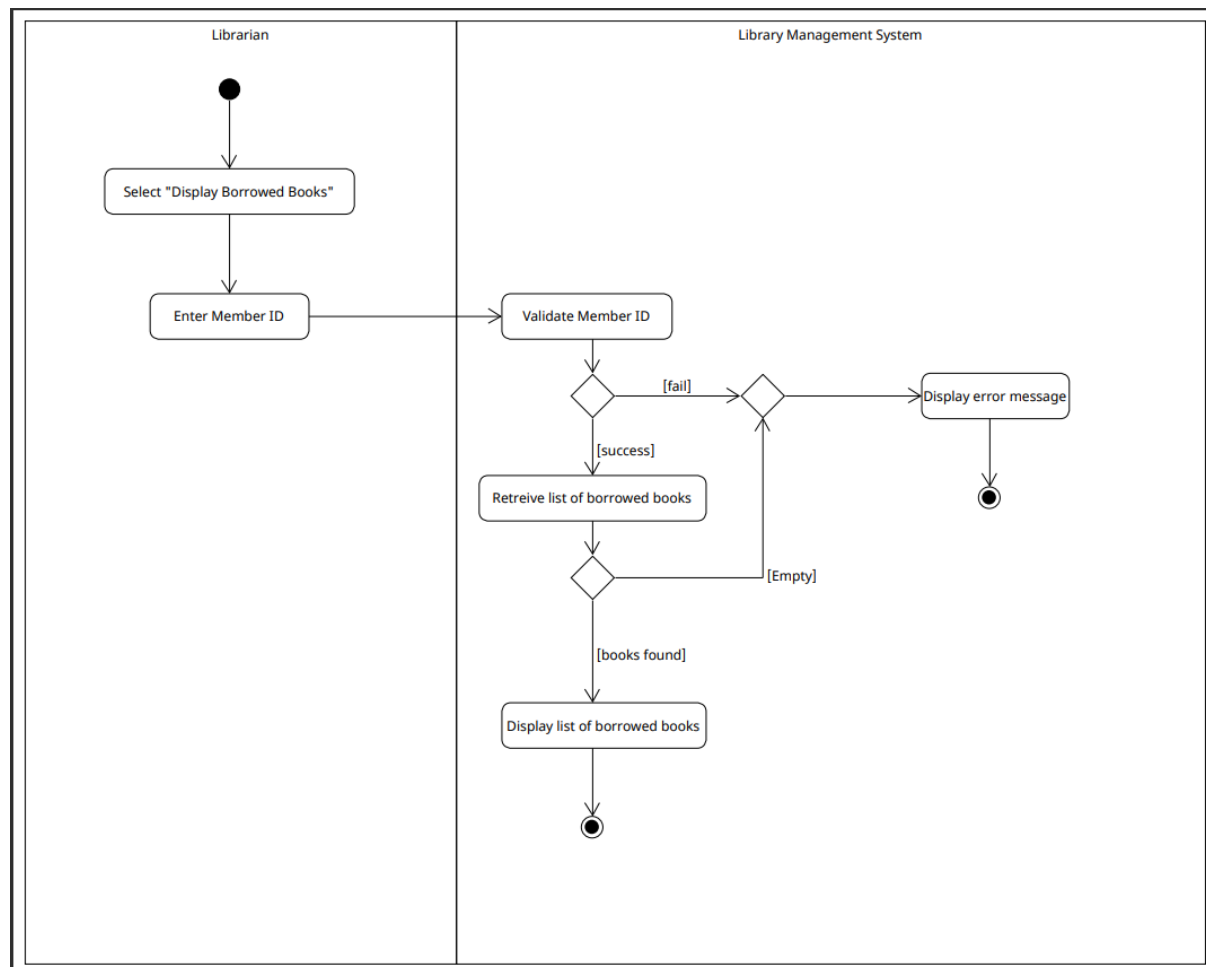 Librarian
Library Management System
Select "Display Borrowed Books"
Enter Member ID
Validate Member ID
[fail]
Display error message
[success]
Retreive list of borrowed books
[Empty]
[books found]
Display list of borrowed books